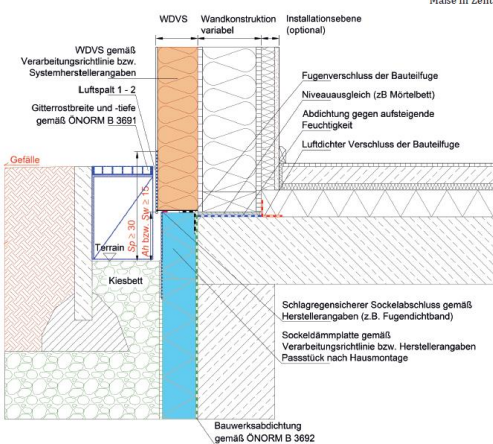 Maße in Zent
WDVS
Wandkonstruktion
variabel
Installationsebene
(optional)
WDVS gemäß
Verarbeitungsrichtlinie bzw.
Systemherstellerangaben
Luftspalt 1 - 2
Gitterrostbreite und -tiefe
gemäß ÖNORM B 3691
Gefälle
Fugenverschluss der Bauteilfuge
Niveauausgleich (zB Mörtelbett)
Abdichtung gegen aufsteigende
Feuchtigkeit
Luftdichter Verschluss der Bauteilfuge
Sp ≥ 30
Ah bzw. Sw ≥ 15
Terrain
Kiesbett
Schlagregensicherer Sockelabschluss gemäß
Herstellerangaben (z.B. Fugendichtband)
Sockeldämmplatte gemäß
Verarbeitungsrichtlinie bzw. Herstellerangaben
Passstück nach Hausmontage
Bauwerksabdichtung
gemäß ÖNORM B 3692